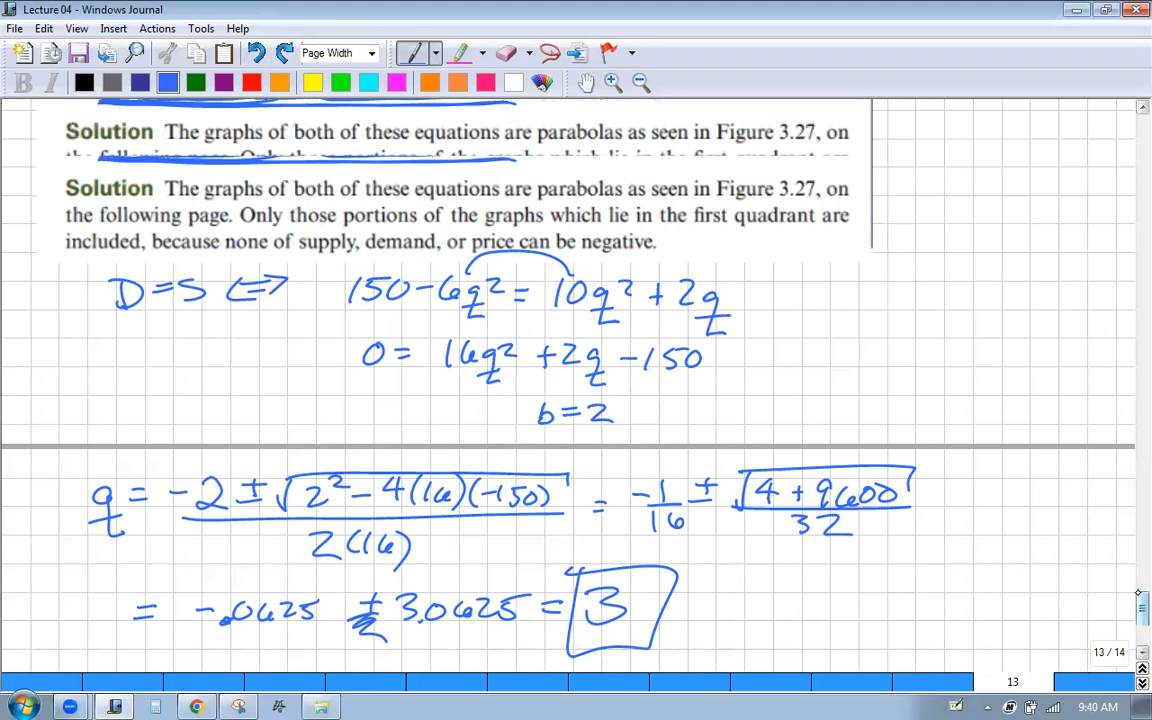 Lecture 04 - Windows Journal
File Edit View Insert Actions Tools Help
Page Width
B I
Solution The graphs of both of these equations are parabolas as seen in Figure 3.27, on
Solution The graphs of both of these equations are parabolas as seen in Figure 3.27, on
the following page. Only those portions of the graphs which lie in the first quadrant are
included, because none of supply, demand, or price can be negative.
D = S ⟺ 150 - 6q² = 10q² + 2q
0 = 16q² + 2q - 150
b = 2
q = -2 ± √(2² - 4(16)(-150)) / 2(16) = -1/16 ± √(4 + 9600) / 32
= -.0625 ± 3.0625 = 3
13 / 14
13
9:40 AM